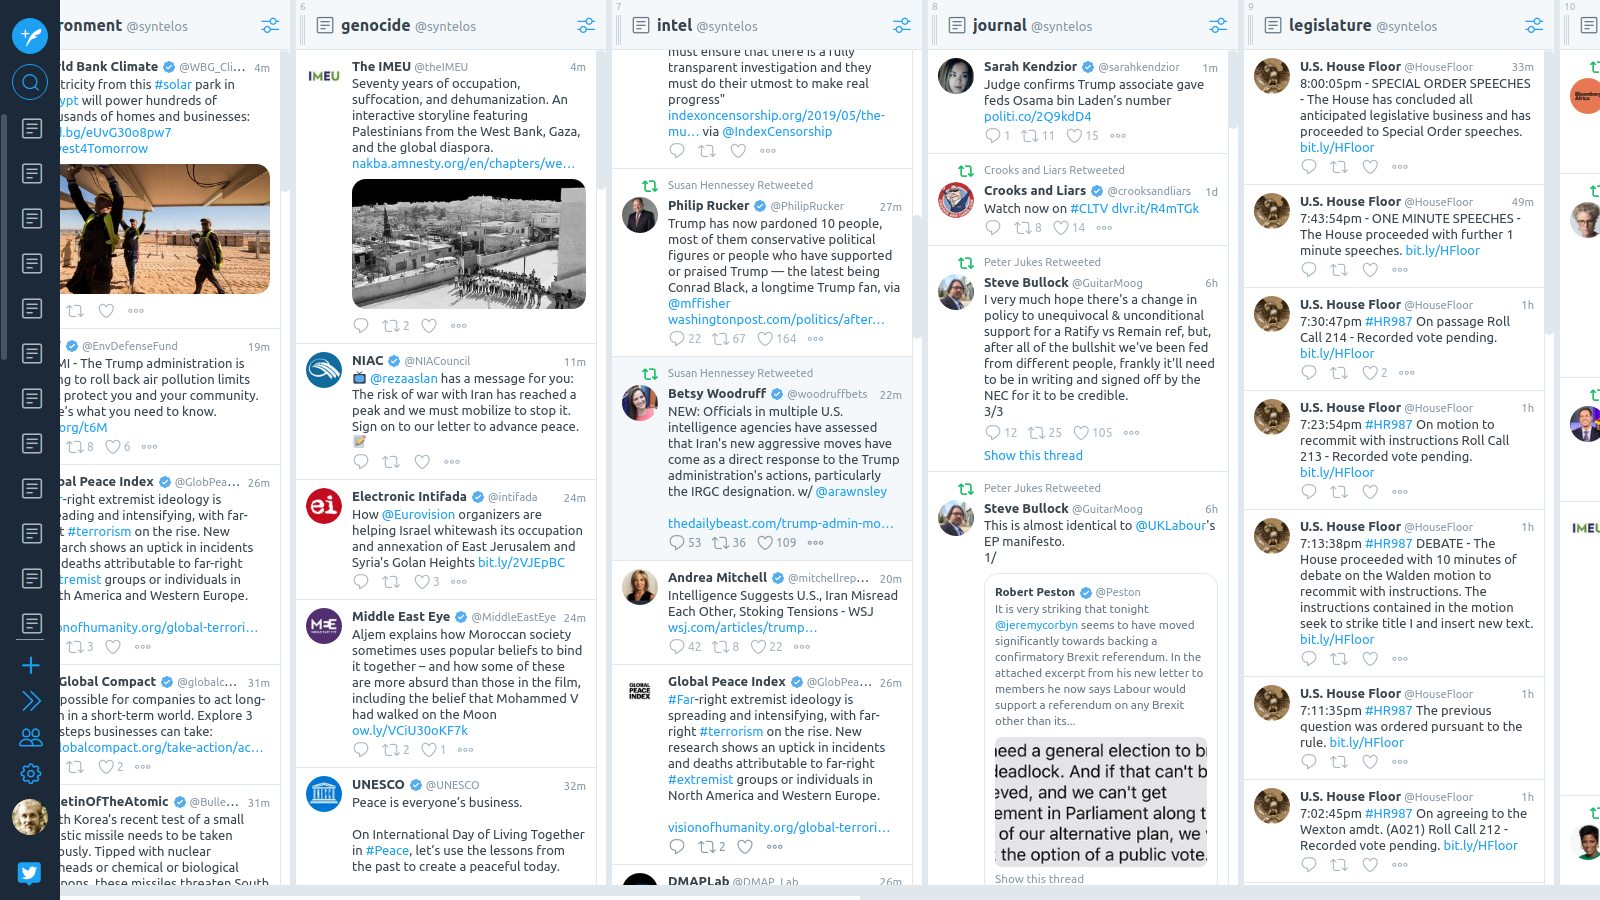 ronment @syntelos
ld Bank Climate @WBG_Cli... 4m
tricity from this #solar park in
ypt will power hundreds of
usands of homes and businesses:
l.bg/eUvG30o8pw7
vest4Tomorrow
@EnvDefenseFund 19m
MI - The Trump administration is
ng to roll back air pollution limits
protect you and your community.
e's what you need to know.
org/t6M
8 6
bal Peace Index @GlobPea... 26m
r-right extremist ideology is
eading and intensifying, with far-
t #terrorism on the rise. New
earch shows an uptick in incidents
deaths attributable to far-right
tremist groups or individuals in
th America and Western Europe.
onofhumanity.org/global-terrori...
3
Global Compact @globalc... 31m
possible for companies to act long-
n in a short-term world. Explore 3
steps businesses can take:
lobalcompact.org/take-action/ac...
2
etinOfTheAtomic @Bulle... 31m
th Korea's recent test of a small
stic missile needs to be taken
ously. Tipped with nuclear
heads or chemical or biological
pons, these missiles threaten South
6
genocide @syntelos
IMEU
The IMEU @theIMEU 4m
Seventy years of occupation,
suffocation, and dehumanization. An
interactive storyline featuring
Palestinians from the West Bank, Gaza,
and the global diaspora.
nakba.amnesty.org/en/chapters/we...
2
NIAC @NIACouncil 11m
@rezaaslan has a message for you:
The risk of war with Iran has reached a
peak and we must mobilize to stop it.
Sign on to our letter to advance peace.
ei
Electronic Intifada @intifada 24m
How @Eurovision organizers are
helping Israel whitewash its occupation
and annexation of East Jerusalem and
Syria's Golan Heights bit.ly/2VJEpBC
3
MEE
Middle East Eye @MiddleEastEye 24m
Aljem explains how Moroccan society
sometimes uses popular beliefs to bind
it together – and how some of these
are more absurd than those in the film,
including the belief that Mohammed V
had walked on the Moon
ow.ly/VCiU30oKF7k
2 1
UNESCO @UNESCO 32m
Peace is everyone's business.
On International Day of Living Together
in #Peace, let's use the lessons from
the past to create a peaceful today.
7
intel @syntelos
must ensure that there is a fully
transparent investigation and they
must do their utmost to make real
progress"
indexoncensorship.org/2019/05/the-
mu... via @IndexCensorship
Susan Hennessey Retweeted
Philip Rucker @PhilipRucker 27m
Trump has now pardoned 10 people,
most of them conservative political
figures or people who have supported
or praised Trump — the latest being
Conrad Black, a longtime Trump fan, via
@mffisher
washingtonpost.com/politics/after...
22 67 164
Susan Hennessey Retweeted
Betsy Woodruff @woodruffbets 22m
NEW: Officials in multiple U.S.
intelligence agencies have assessed
that Iran's new aggressive moves have
come as a direct response to the Trump
administration's actions, particularly
the IRGC designation. w/ @arawnsley
thedailybeast.com/trump-admin-mo...
53 36 109
Andrea Mitchell @mitchellrep... 20m
Intelligence Suggests U.S., Iran Misread
Each Other, Stoking Tensions - WSJ
wsj.com/articles/trump...
42 8 22
GLOBAL
PEACE
INDEX
Global Peace Index @GlobPea... 26m
#Far-right extremist ideology is
spreading and intensifying, with far-
right #terrorism on the rise. New
research shows an uptick in incidents
and deaths attributable to far-right
#extremist groups or individuals in
North America and Western Europe.
visionofhumanity.org/global-terrori...
2
DMAPLab @DMAP_Lab 26m
8
journal @syntelos
Sarah Kendzior @sarahkendzior 1m
Judge confirms Trump associate gave
feds Osama bin Laden's number
politi.co/2Q9kdD4
1 11 15
Crooks and Liars Retweeted
Crooks and Liars @crooksandliars 1d
Watch now on #CLTV dlvr.it/R4mTGk
8 14
Peter Jukes Retweeted
Steve Bullock @GuitarMoog 6h
I very much hope there's a change in
policy to unequivocal & unconditional
support for a Ratify vs Remain ref, but,
after all of the bullshit we've been fed
from different people, frankly it'll need
to be in writing and signed off by the
NEC for it to be credible.
3/3
12 25 105
Show this thread
Peter Jukes Retweeted
Steve Bullock @GuitarMoog 6h
This is almost identical to @UKLabour's
EP manifesto.
1/
Robert Peston @Peston
It is very striking that tonight
@jeremycorbyn seems to have moved
significantly towards backing a
confirmatory Brexit referendum. In the
attached excerpt from his new letter to
members he now says Labour would
support a referendum on any Brexit
other than its...
need a general election to br
deadlock. And if that can't b
eved, and we can't get
ement in Parliament along t
of our alternative plan, we
the option of a public vote.
Show this thread
9
legislature @syntelos
U.S. House Floor @HouseFloor 33m
8:00:05pm - SPECIAL ORDER SPEECHES
- The House has concluded all
anticipated legislative business and has
proceeded to Special Order speeches.
bit.ly/HFloor
U.S. House Floor @HouseFloor 49m
7:43:54pm - ONE MINUTE SPEECHES -
The House proceeded with further 1
minute speeches. bit.ly/HFloor
U.S. House Floor @HouseFloor 1h
7:30:47pm #HR987 On passage Roll
Call 214 - Recorded vote pending.
bit.ly/HFloor
2
U.S. House Floor @HouseFloor 1h
7:23:54pm #HR987 On motion to
recommit with instructions Roll Call
213 - Recorded vote pending.
bit.ly/HFloor
U.S. House Floor @HouseFloor 1h
7:13:38pm #HR987 DEBATE - The
House proceeded with 10 minutes of
debate on the Walden motion to
recommit with instructions. The
instructions contained in the motion
seek to strike title I and insert new text.
bit.ly/HFloor
U.S. House Floor @HouseFloor 1h
7:11:35pm #HR987 The previous
question was ordered pursuant to the
rule. bit.ly/HFloor
U.S. House Floor @HouseFloor 1h
7:02:45pm #HR987 On agreeing to the
Wexton amdt. (A021) Roll Call 212 -
Recorded vote pending. bit.ly/HFloor
10
Bloomberg
Africa
IMEU